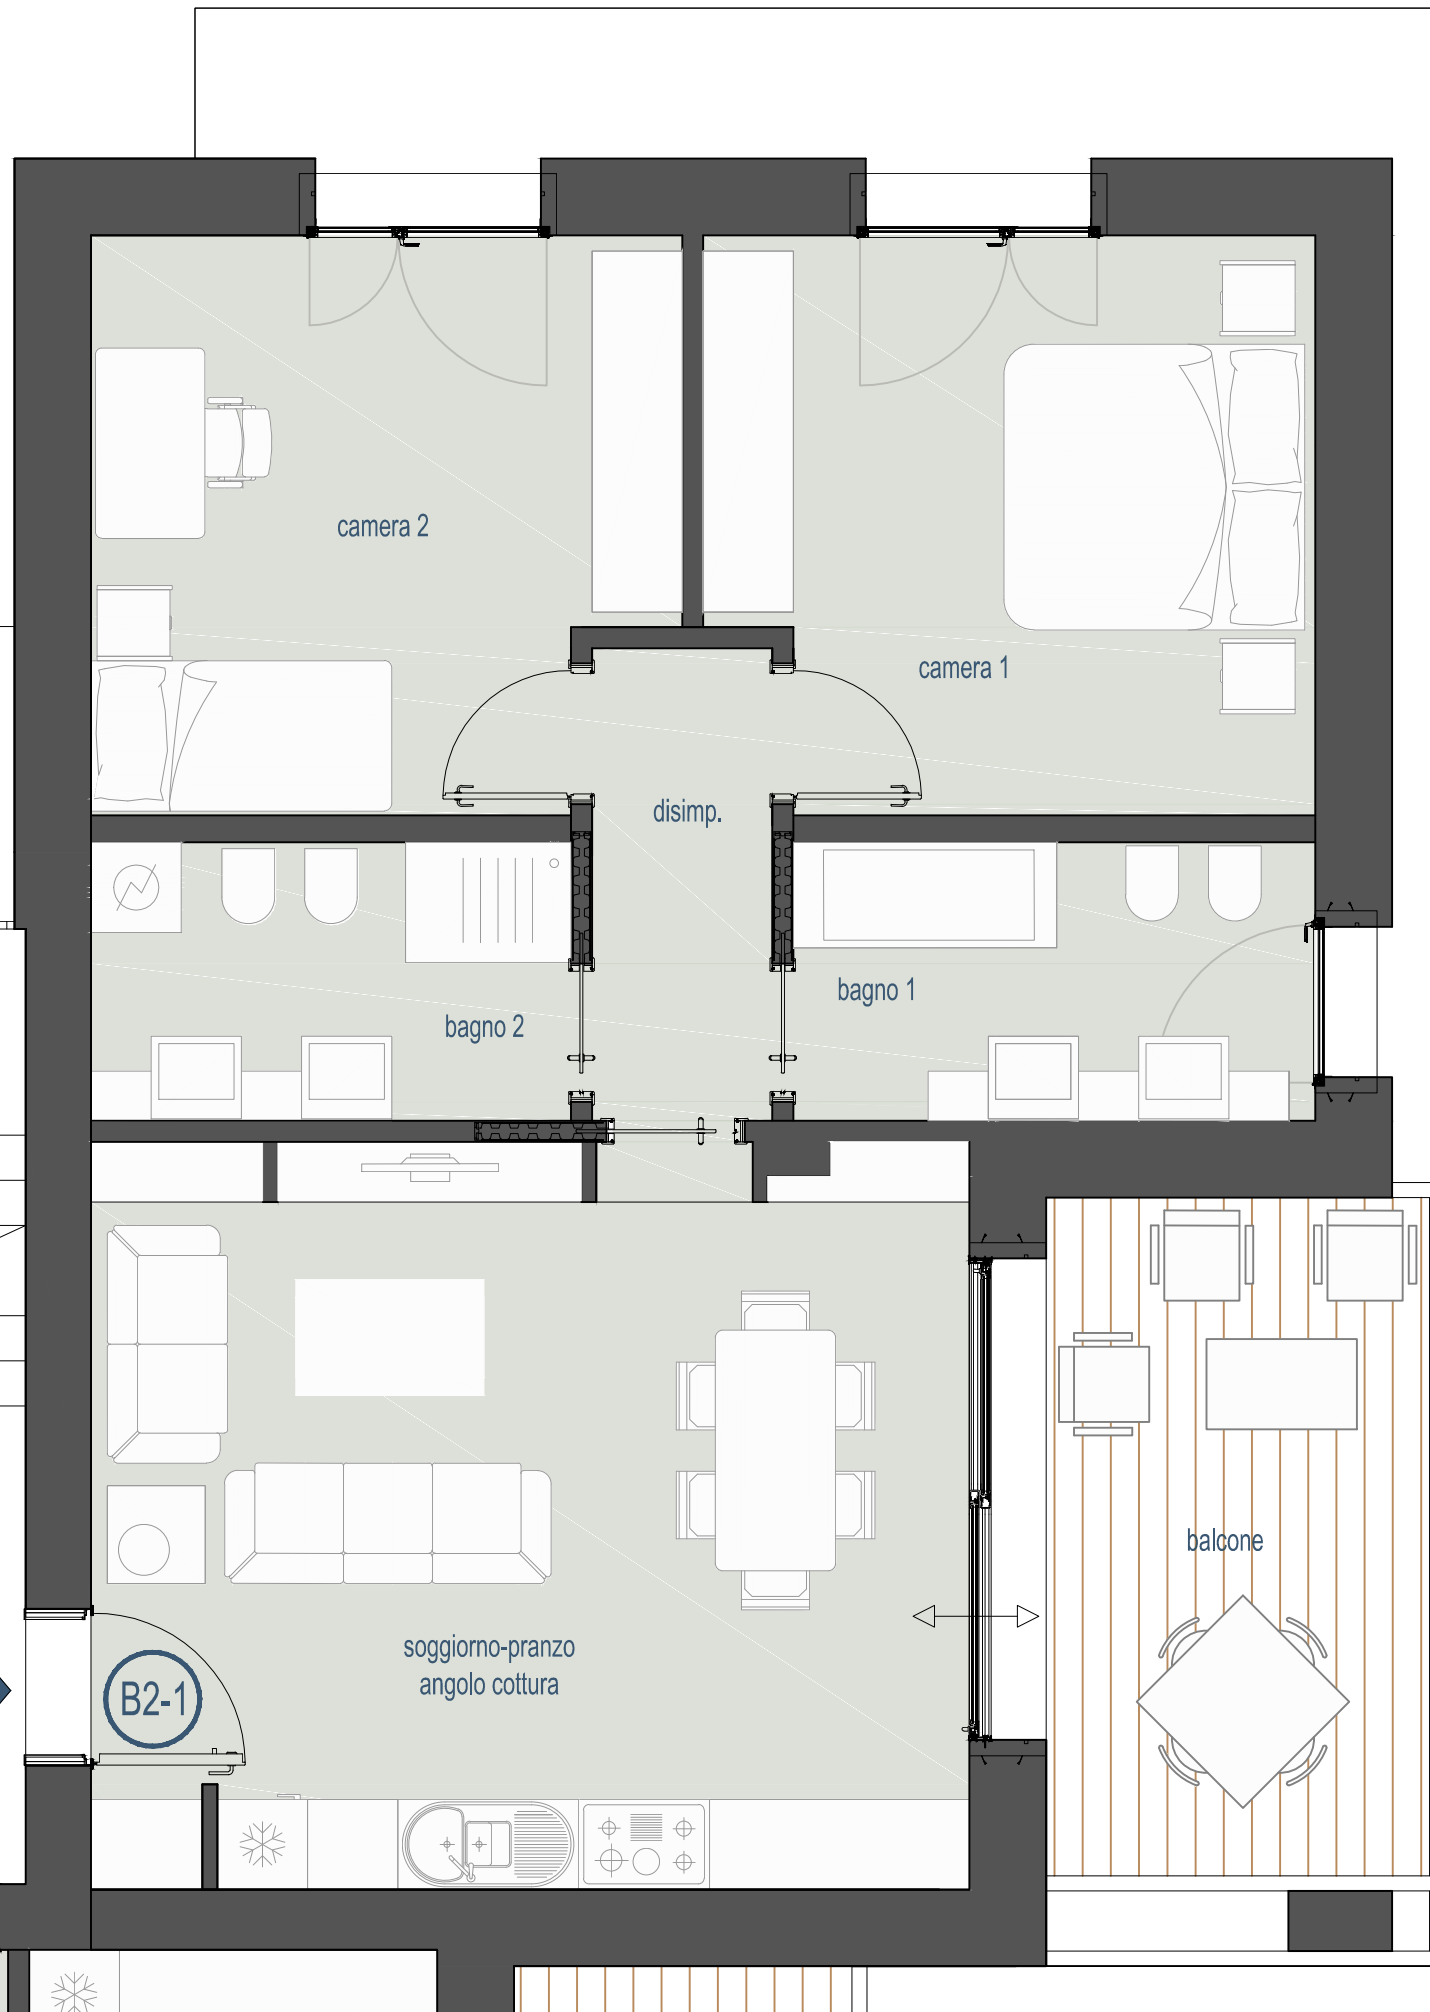 camera 2
camera 1
disimp.
bagno 1
bagno 2
balcone
soggiorno-pranzo
angolo cottura
B2-1